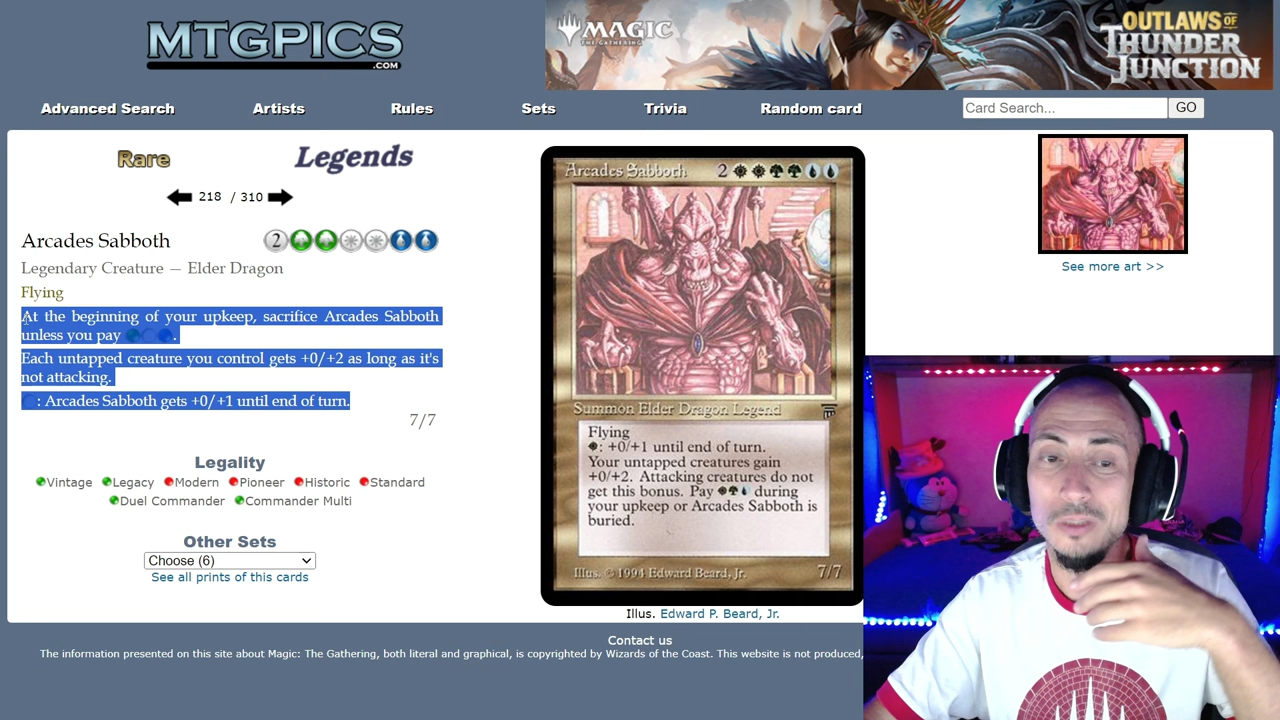 MTGPICS
.COM
MAGIC
THE GATHERING
OUTLAWS OF
THUNDER
JUNCTION
Advanced Search
Artists
Rules
Sets
Trivia
Random card
Card Search...
GO
Rare
Legends
218 / 310
Arcades Sabboth
2
Legendary Creature — Elder Dragon
Flying
At the beginning of your upkeep, sacrifice Arcades Sabboth
unless you pay .
Each untapped creature you control gets +0/+2 as long as it's
not attacking.
: Arcades Sabboth gets +0/+1 until end of turn.
7/7
Legality
Vintage Legacy Modern Pioneer Historic Standard
Duel Commander Commander Multi
Other Sets
Choose (6)
See all prints of this cards
Arcades Sabboth 2
Summon Elder Dragon Legend
Flying
: +0/+1 until end of turn.
Your untapped creatures gain
+0/+2. Attacking creatures do not
get this bonus. Pay during
your upkeep or Arcades Sabboth is
buried.
Illus. © 1994 Edward Beard, Jr. 7/7
Illus. Edward P. Beard, Jr.
See more art >>
Contact us
The information presented on this site about Magic: The Gathering, both literal and graphical, is copyrighted by Wizards of the Coast. This website is not produced,